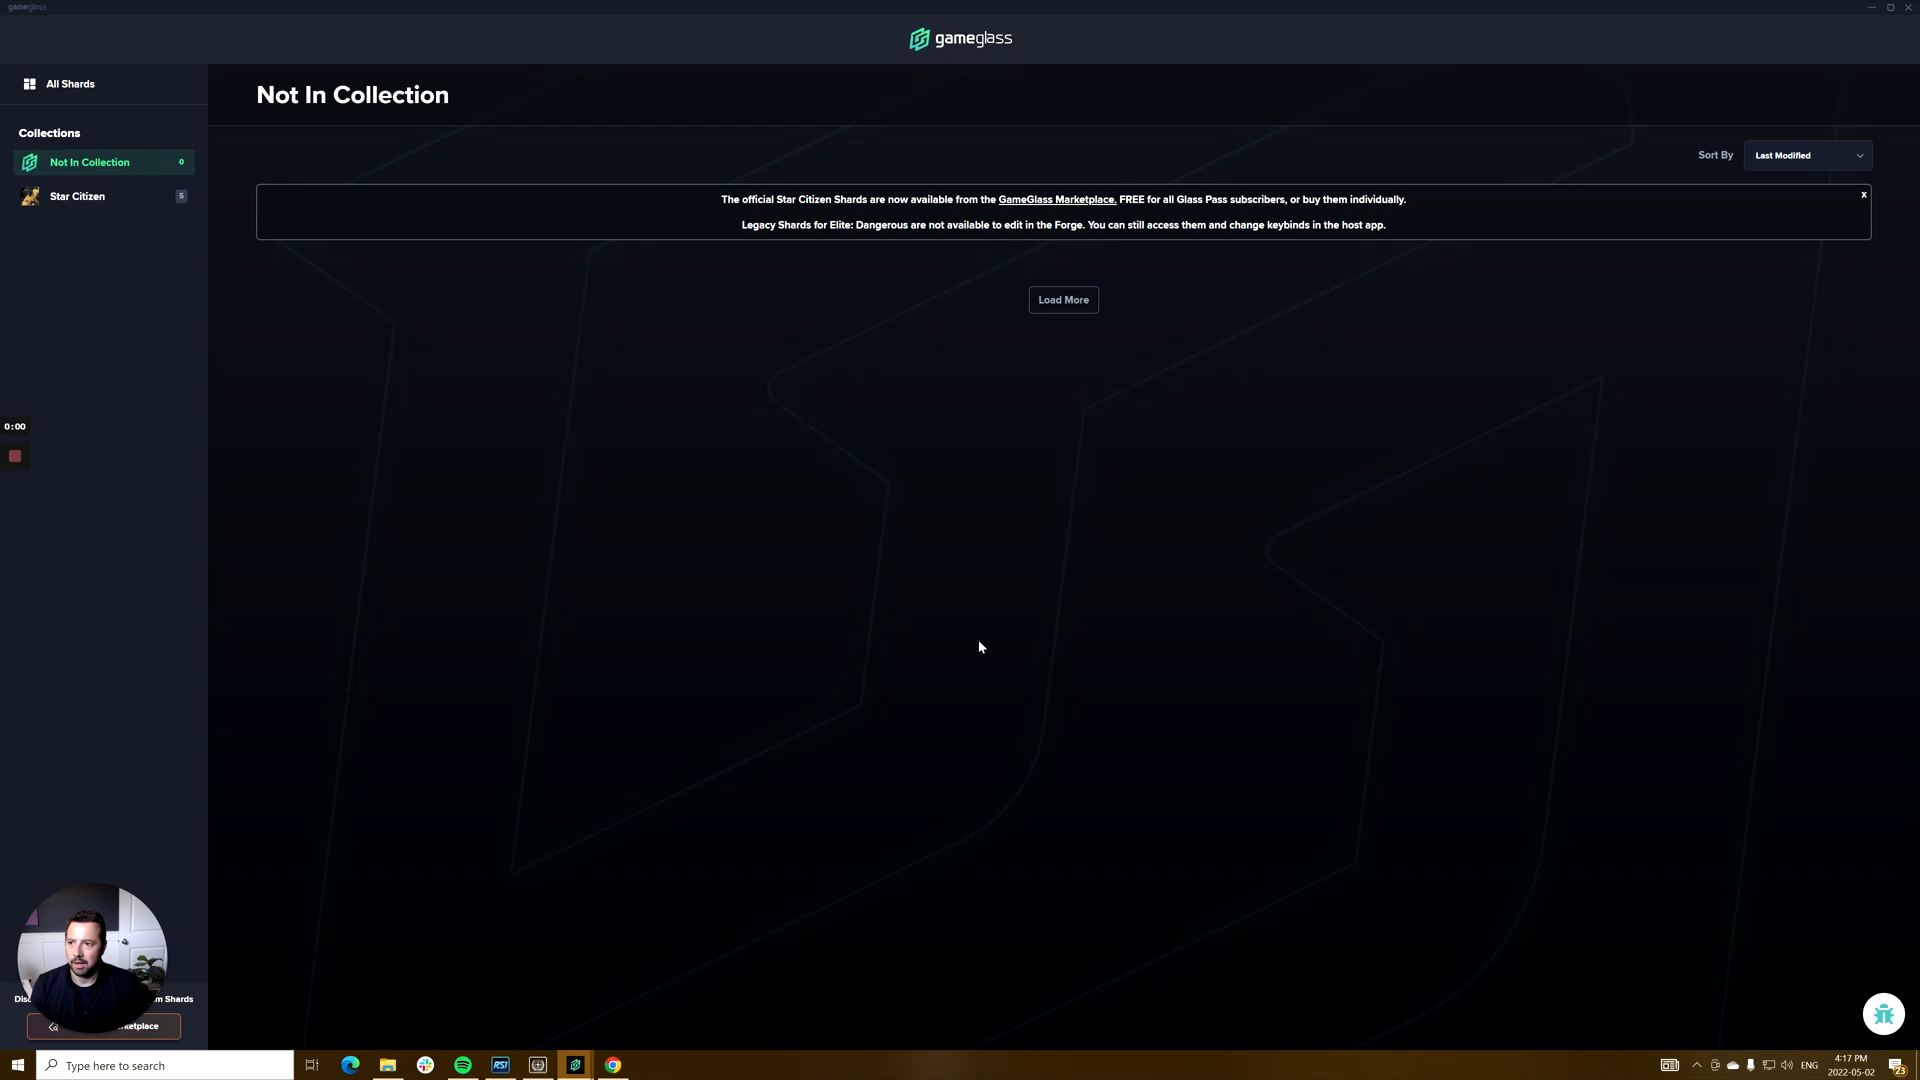 gameglass
gameglass
All Shards
Not In Collection
Collections
Not In Collection 0
Star Citizen 5
Sort By Last Modified
The official Star Citizen Shards are now available from the GameGlass Marketplace. FREE for all Glass Pass subscribers, or buy them individually. x
Legacy Shards for Elite: Dangerous are not available to edit in the Forge. You can still access them and change keybinds in the host app.
Load More
0:00
Shards
Type here to search
RSI
ENG
4:17 PM
2022-05-02
23